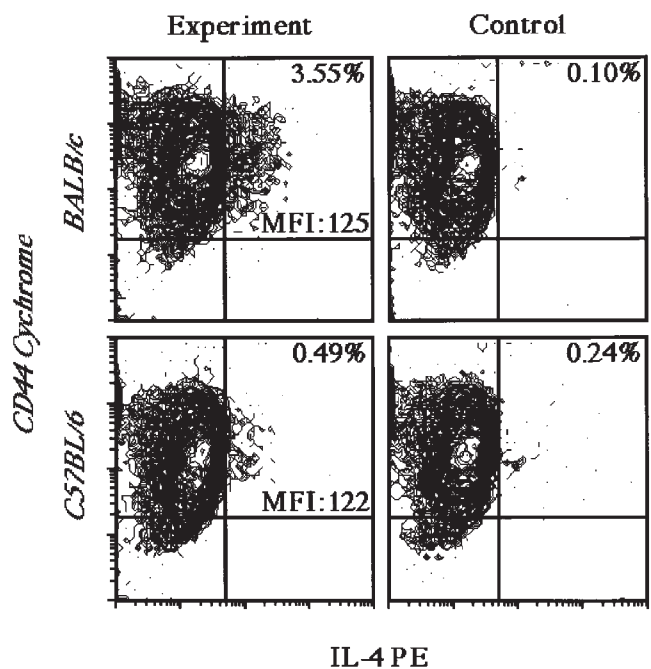 Experiment
Control
BALB/c
3.55%
MFI:125
0.10%
CD44 Cychrome
C57BL/6
0.49%
MFI:122
0.24%
IL-4 PE